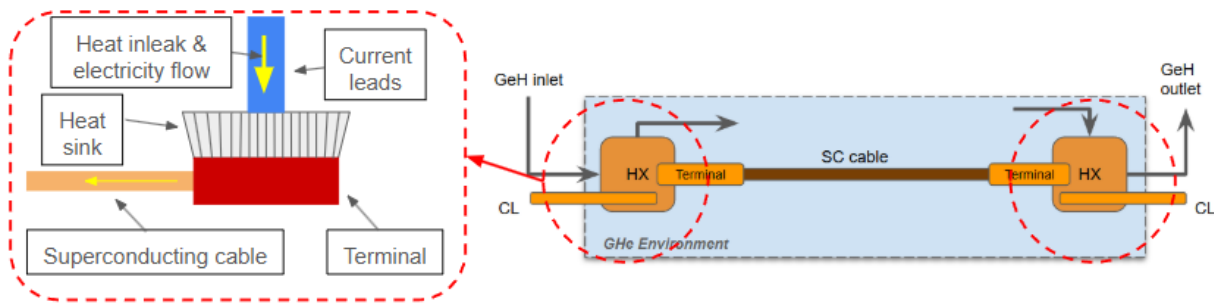 Heat inleak &
electricity flow
Current
leads
Heat
sink
Superconducting cable
Terminal
GeH inlet
GeH
outlet
HX
Terminal
SC cable
Terminal
HX
CL
CL
GHe Environment